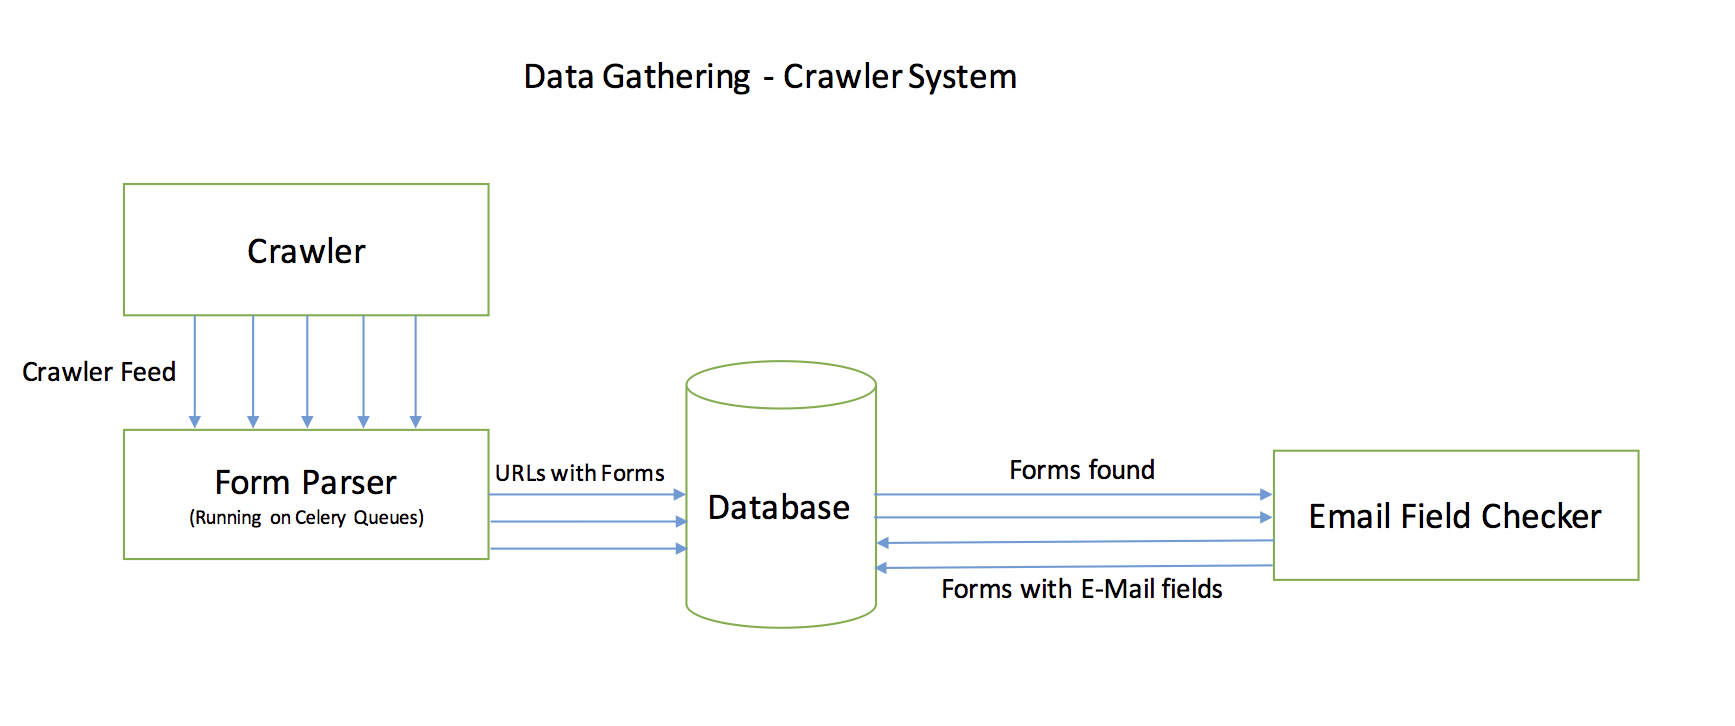 Data Gathering - Crawler System
Crawler
Crawler Feed
Form Parser
(Running on Celery Queues)
URLs with Forms
Database
Forms found
Email Field Checker
Forms with E-Mail fields